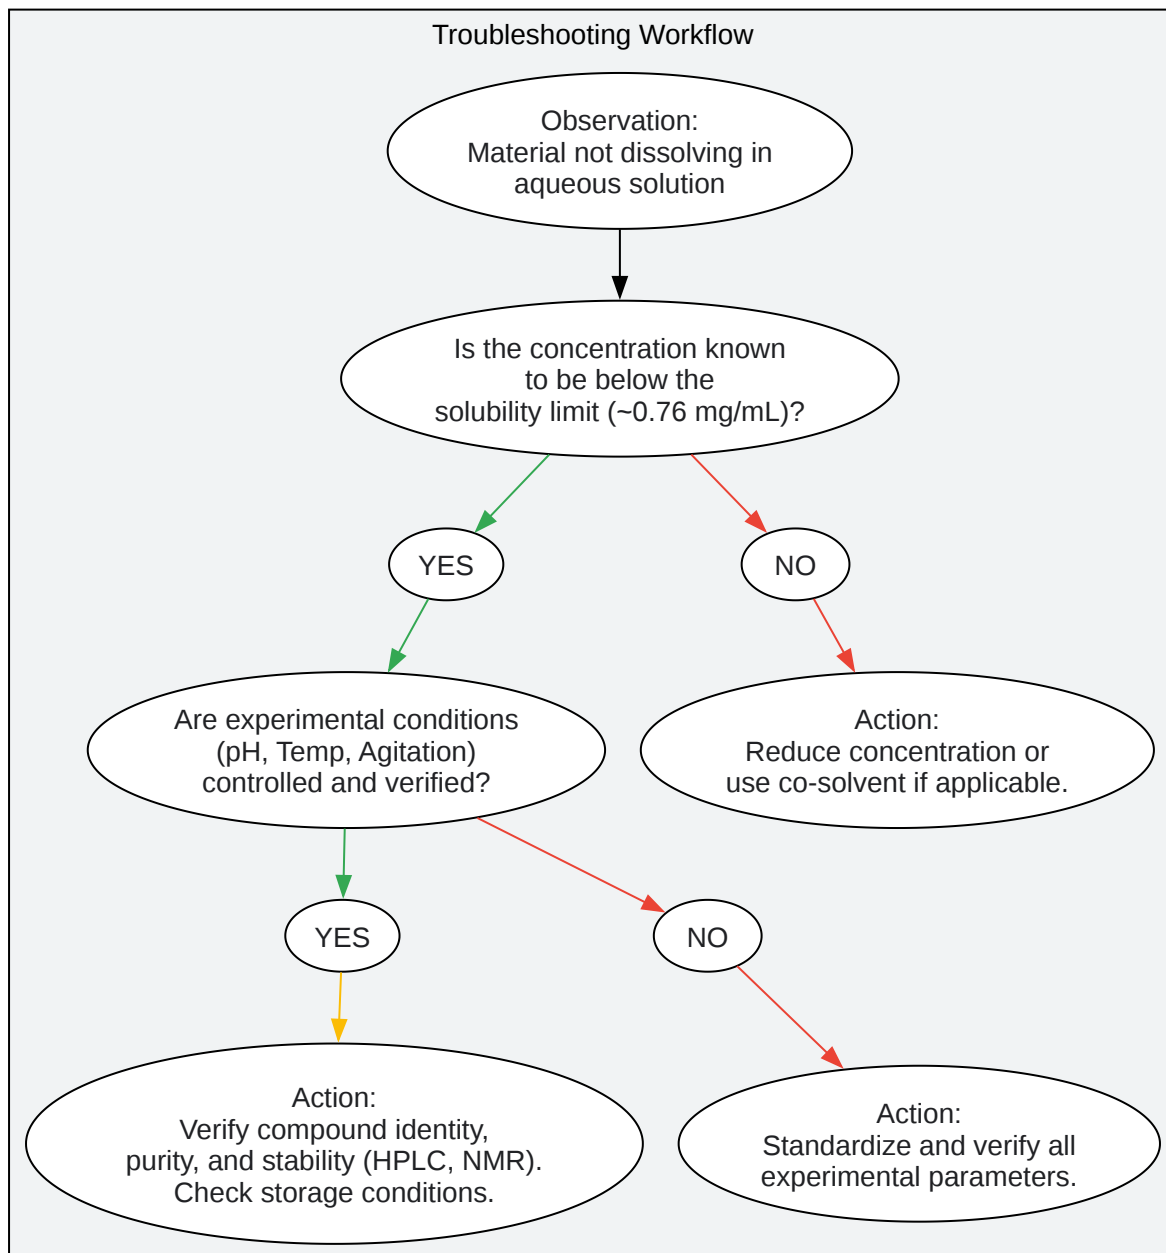 Troubleshooting Workflow
Observation:
Material not dissolving in
aqueous solution
Is the concentration known
to be below the
solubility limit (~0.76 mg/mL)?
YES
NO
Are experimental conditions
(pH, Temp, Agitation)
controlled and verified?
Action:
Reduce concentration or
use co-solvent if applicable.
YES
NO
Action:
Verify compound identity,
purity, and stability (HPLC, NMR).
Check storage conditions.
Action:
Standardize and verify all
experimental parameters.